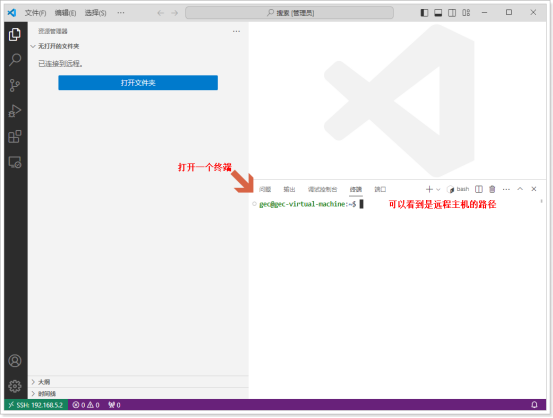 文件(F) 编辑(E) 选择(S) ··· 搜索 [管理员]
资源管理器 ···
无打开的文件夹
已连接到远程。
打开文件夹
打开一个终端
问题 输出 调试控制台 终端 端口 bash ···
gec@gec-virtual-machine:~$
可以看到是远程主机的路径
大纲
时间线
SSH: 192.168.5.2 0 0 0